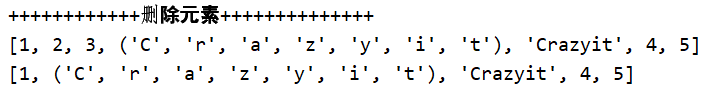 ++++++++++++删除元素++++++++++++++
[1, 2, 3, ('C', 'r', 'a', 'z', 'y', 'i', 't'), 'Crazyit', 4, 5]
[1, ('C', 'r', 'a', 'z', 'y', 'i', 't'), 'Crazyit', 4, 5]